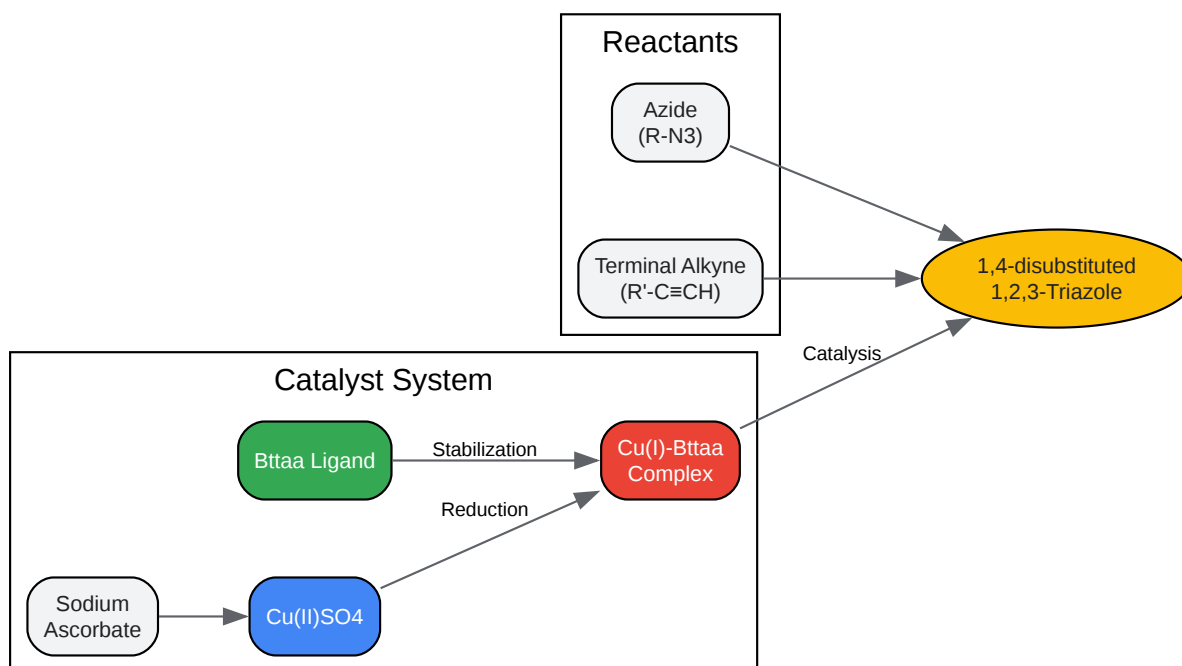 Reactants
Azide
(R-N3)
Terminal Alkyne
(R'-C≡CH)
1,4-disubstituted
1,2,3-Triazole
Catalysis
Catalyst System
Bttaa Ligand
Stabilization
Cu(I)-Bttaa
Complex
Reduction
Sodium
Ascorbate
Cu(II)SO4